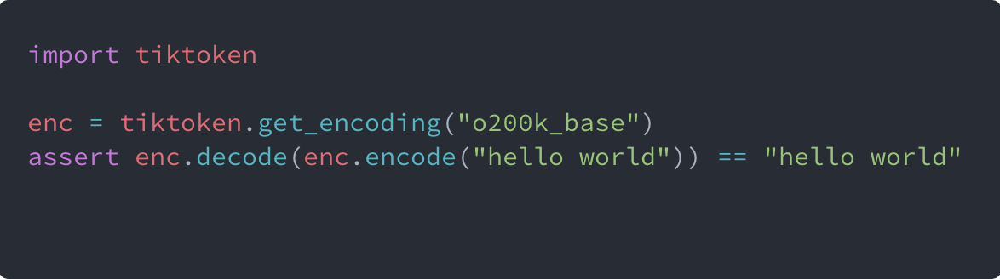 import tiktoken
enc = tiktoken.get_encoding("o200k_base")
assert enc.decode(enc.encode("hello world")) == "hello world"